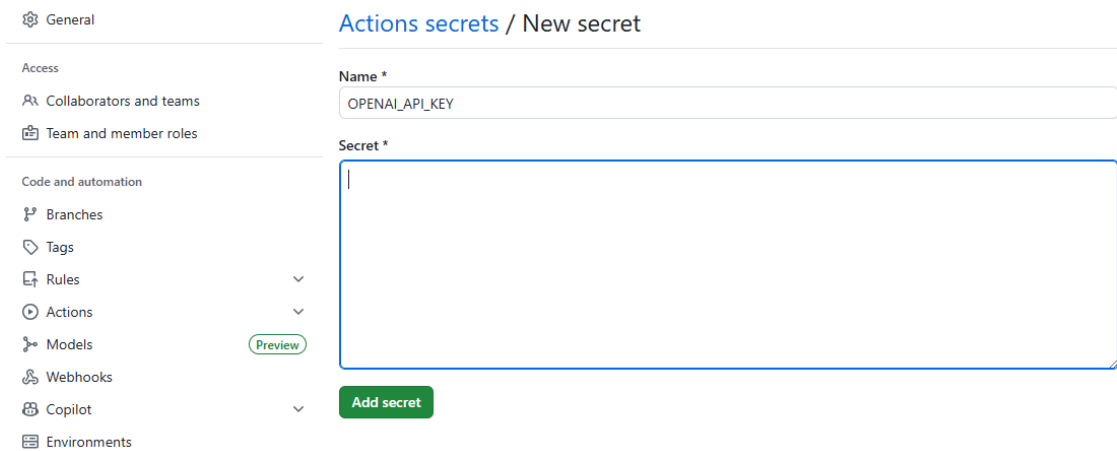 General
Access
Collaborators and teams
Team and member roles
Code and automation
Branches
Tags
Rules
Actions
Models Preview
Webhooks
Copilot
Environments
Actions secrets / New secret
Name *
OPENAI_API_KEY
Secret *
Add secret